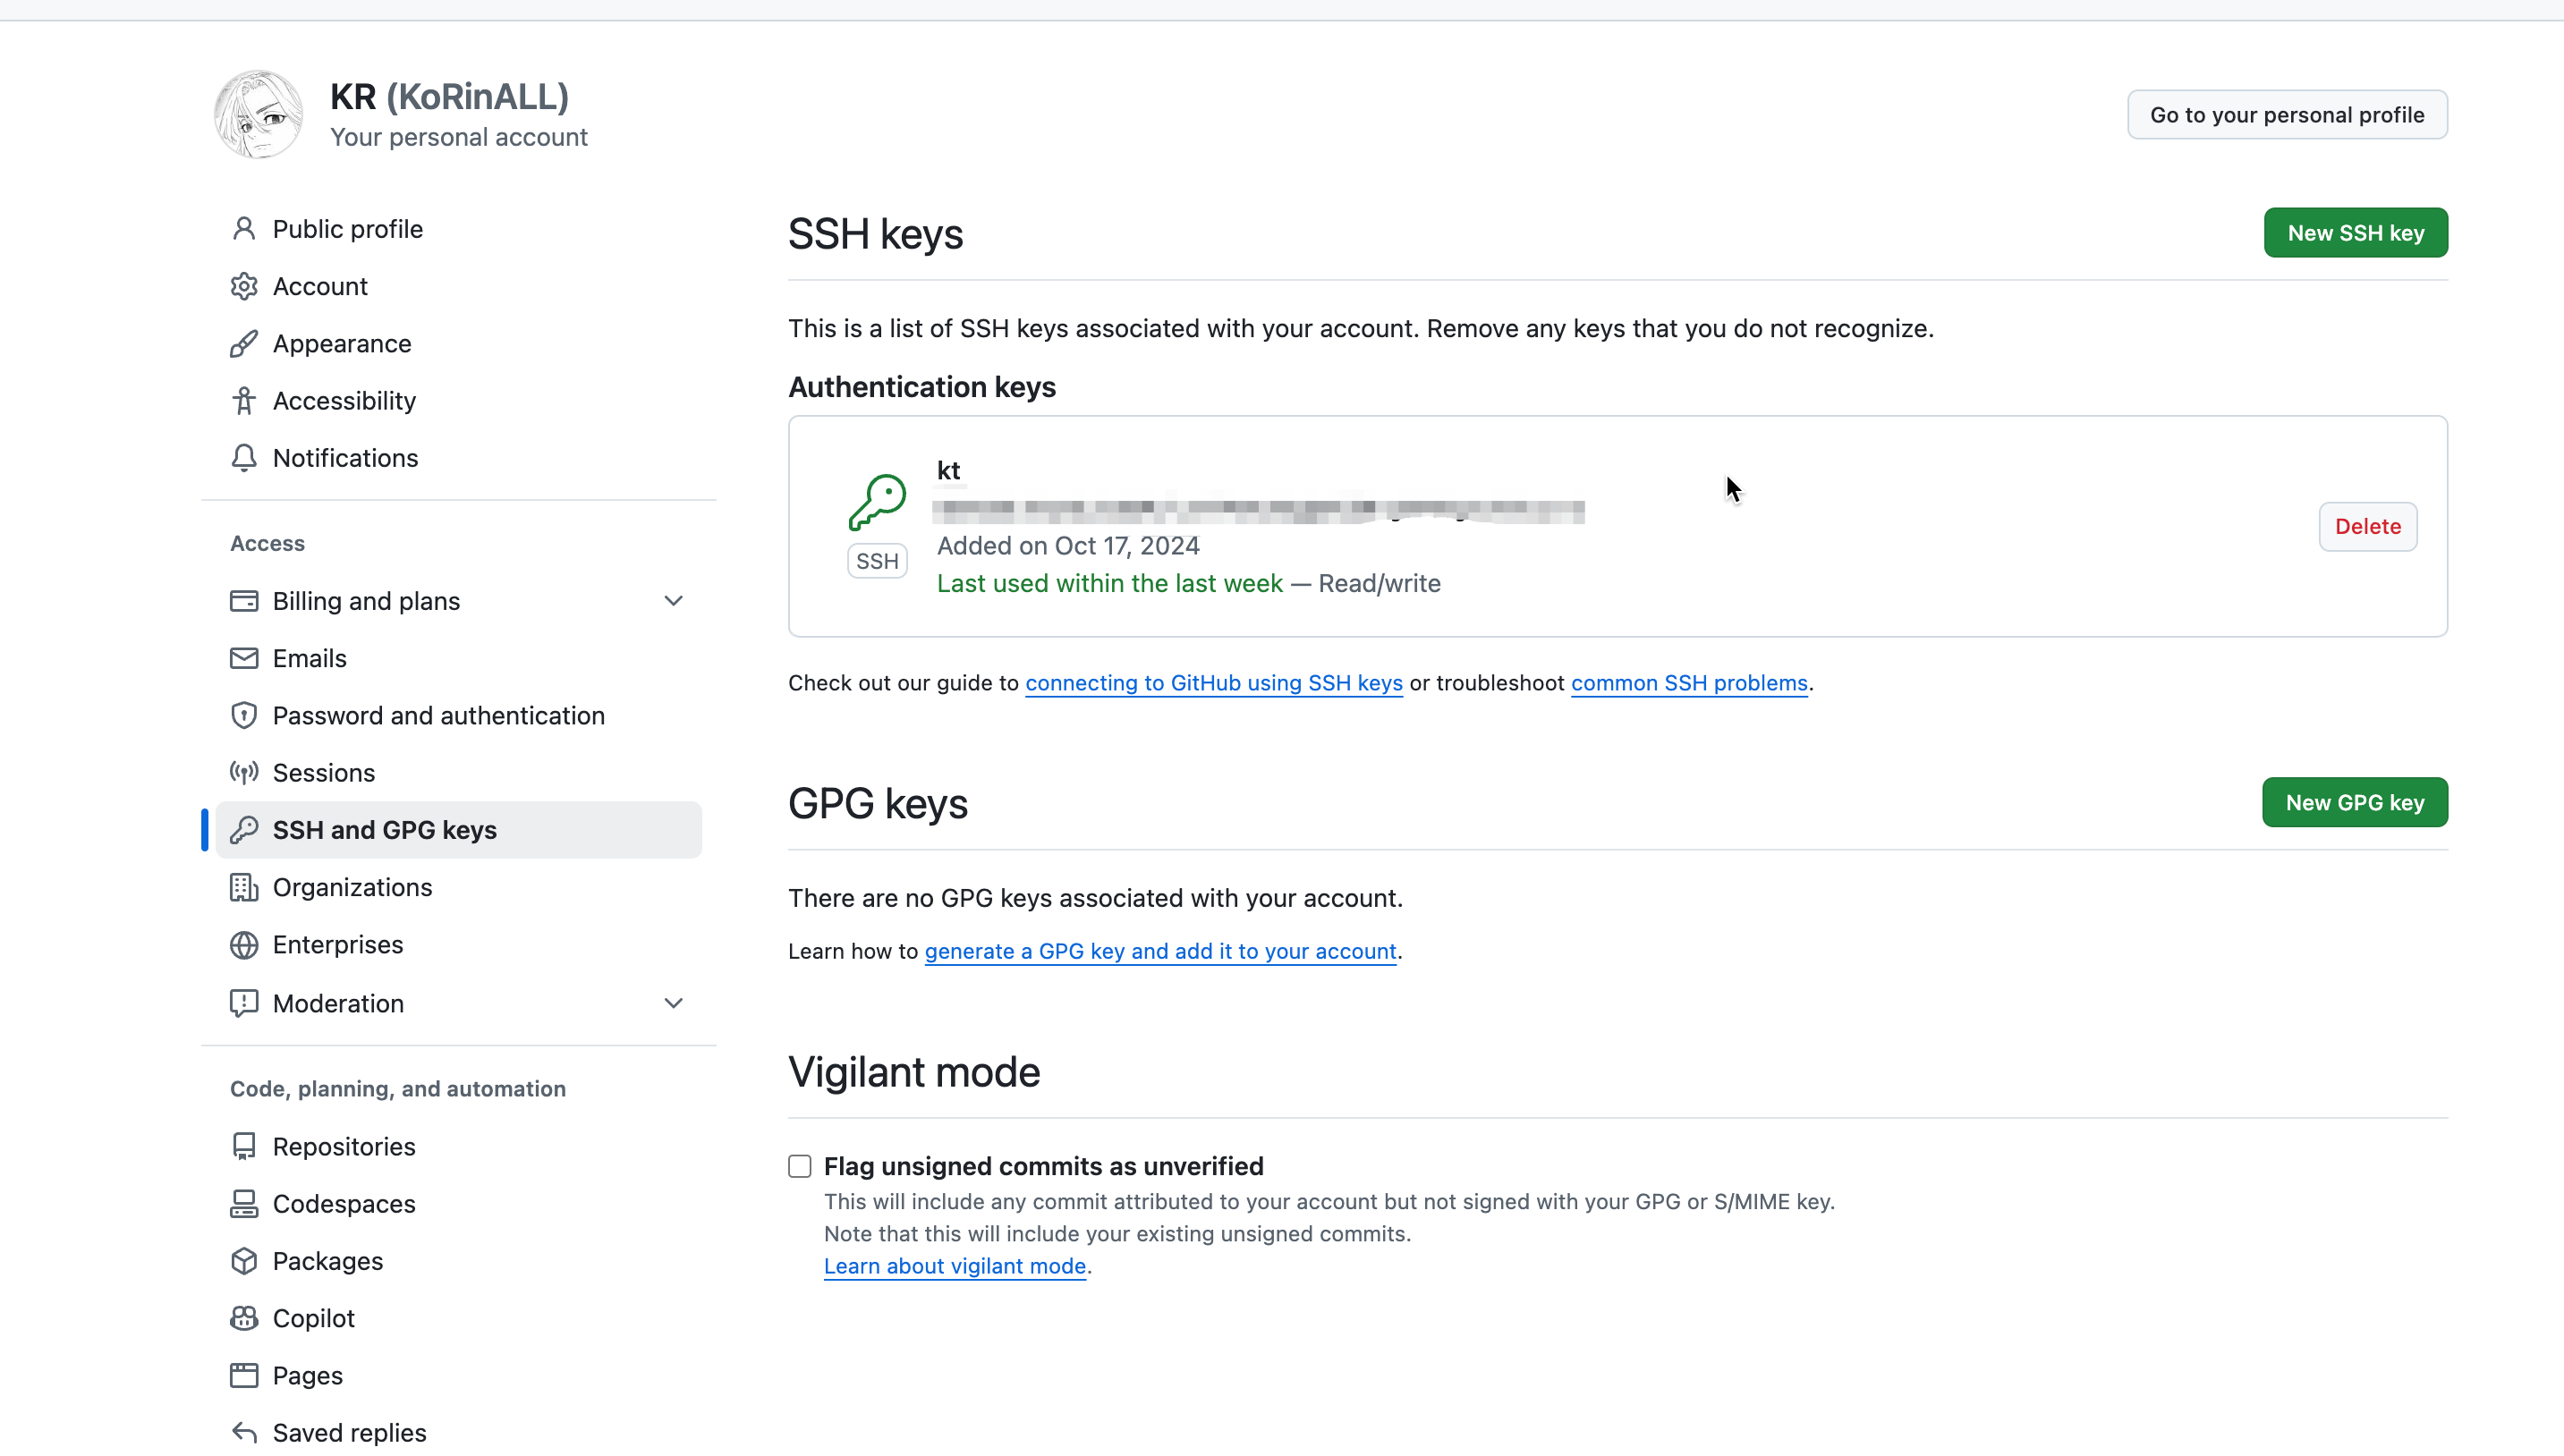 KR (KoRinALL)
Your personal account
Go to your personal profile
Public profile
Account
Appearance
Accessibility
Notifications
Access
Billing and plans
Emails
Password and authentication
Sessions
SSH and GPG keys
Organizations
Enterprises
Moderation
Code, planning, and automation
Repositories
Codespaces
Packages
Copilot
Pages
Saved replies
SSH keys
New SSH key
This is a list of SSH keys associated with your account. Remove any keys that you do not recognize.
Authentication keys
kt
SSH
Added on Oct 17, 2024
Last used within the last week — Read/write
Delete
Check out our guide to connecting to GitHub using SSH keys or troubleshoot common SSH problems.
GPG keys
New GPG key
There are no GPG keys associated with your account.
Learn how to generate a GPG key and add it to your account.
Vigilant mode
Flag unsigned commits as unverified
This will include any commit attributed to your account but not signed with your GPG or S/MIME key.
Note that this will include your existing unsigned commits.
Learn about vigilant mode.